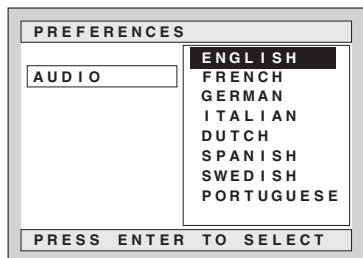 PREFERENCES
AUDIO
ENGLISH
FRENCH
GERMAN
ITALIAN
DUTCH
SPANISH
SWEDISH
PORTUGUESE
PRESS ENTER TO SELECT